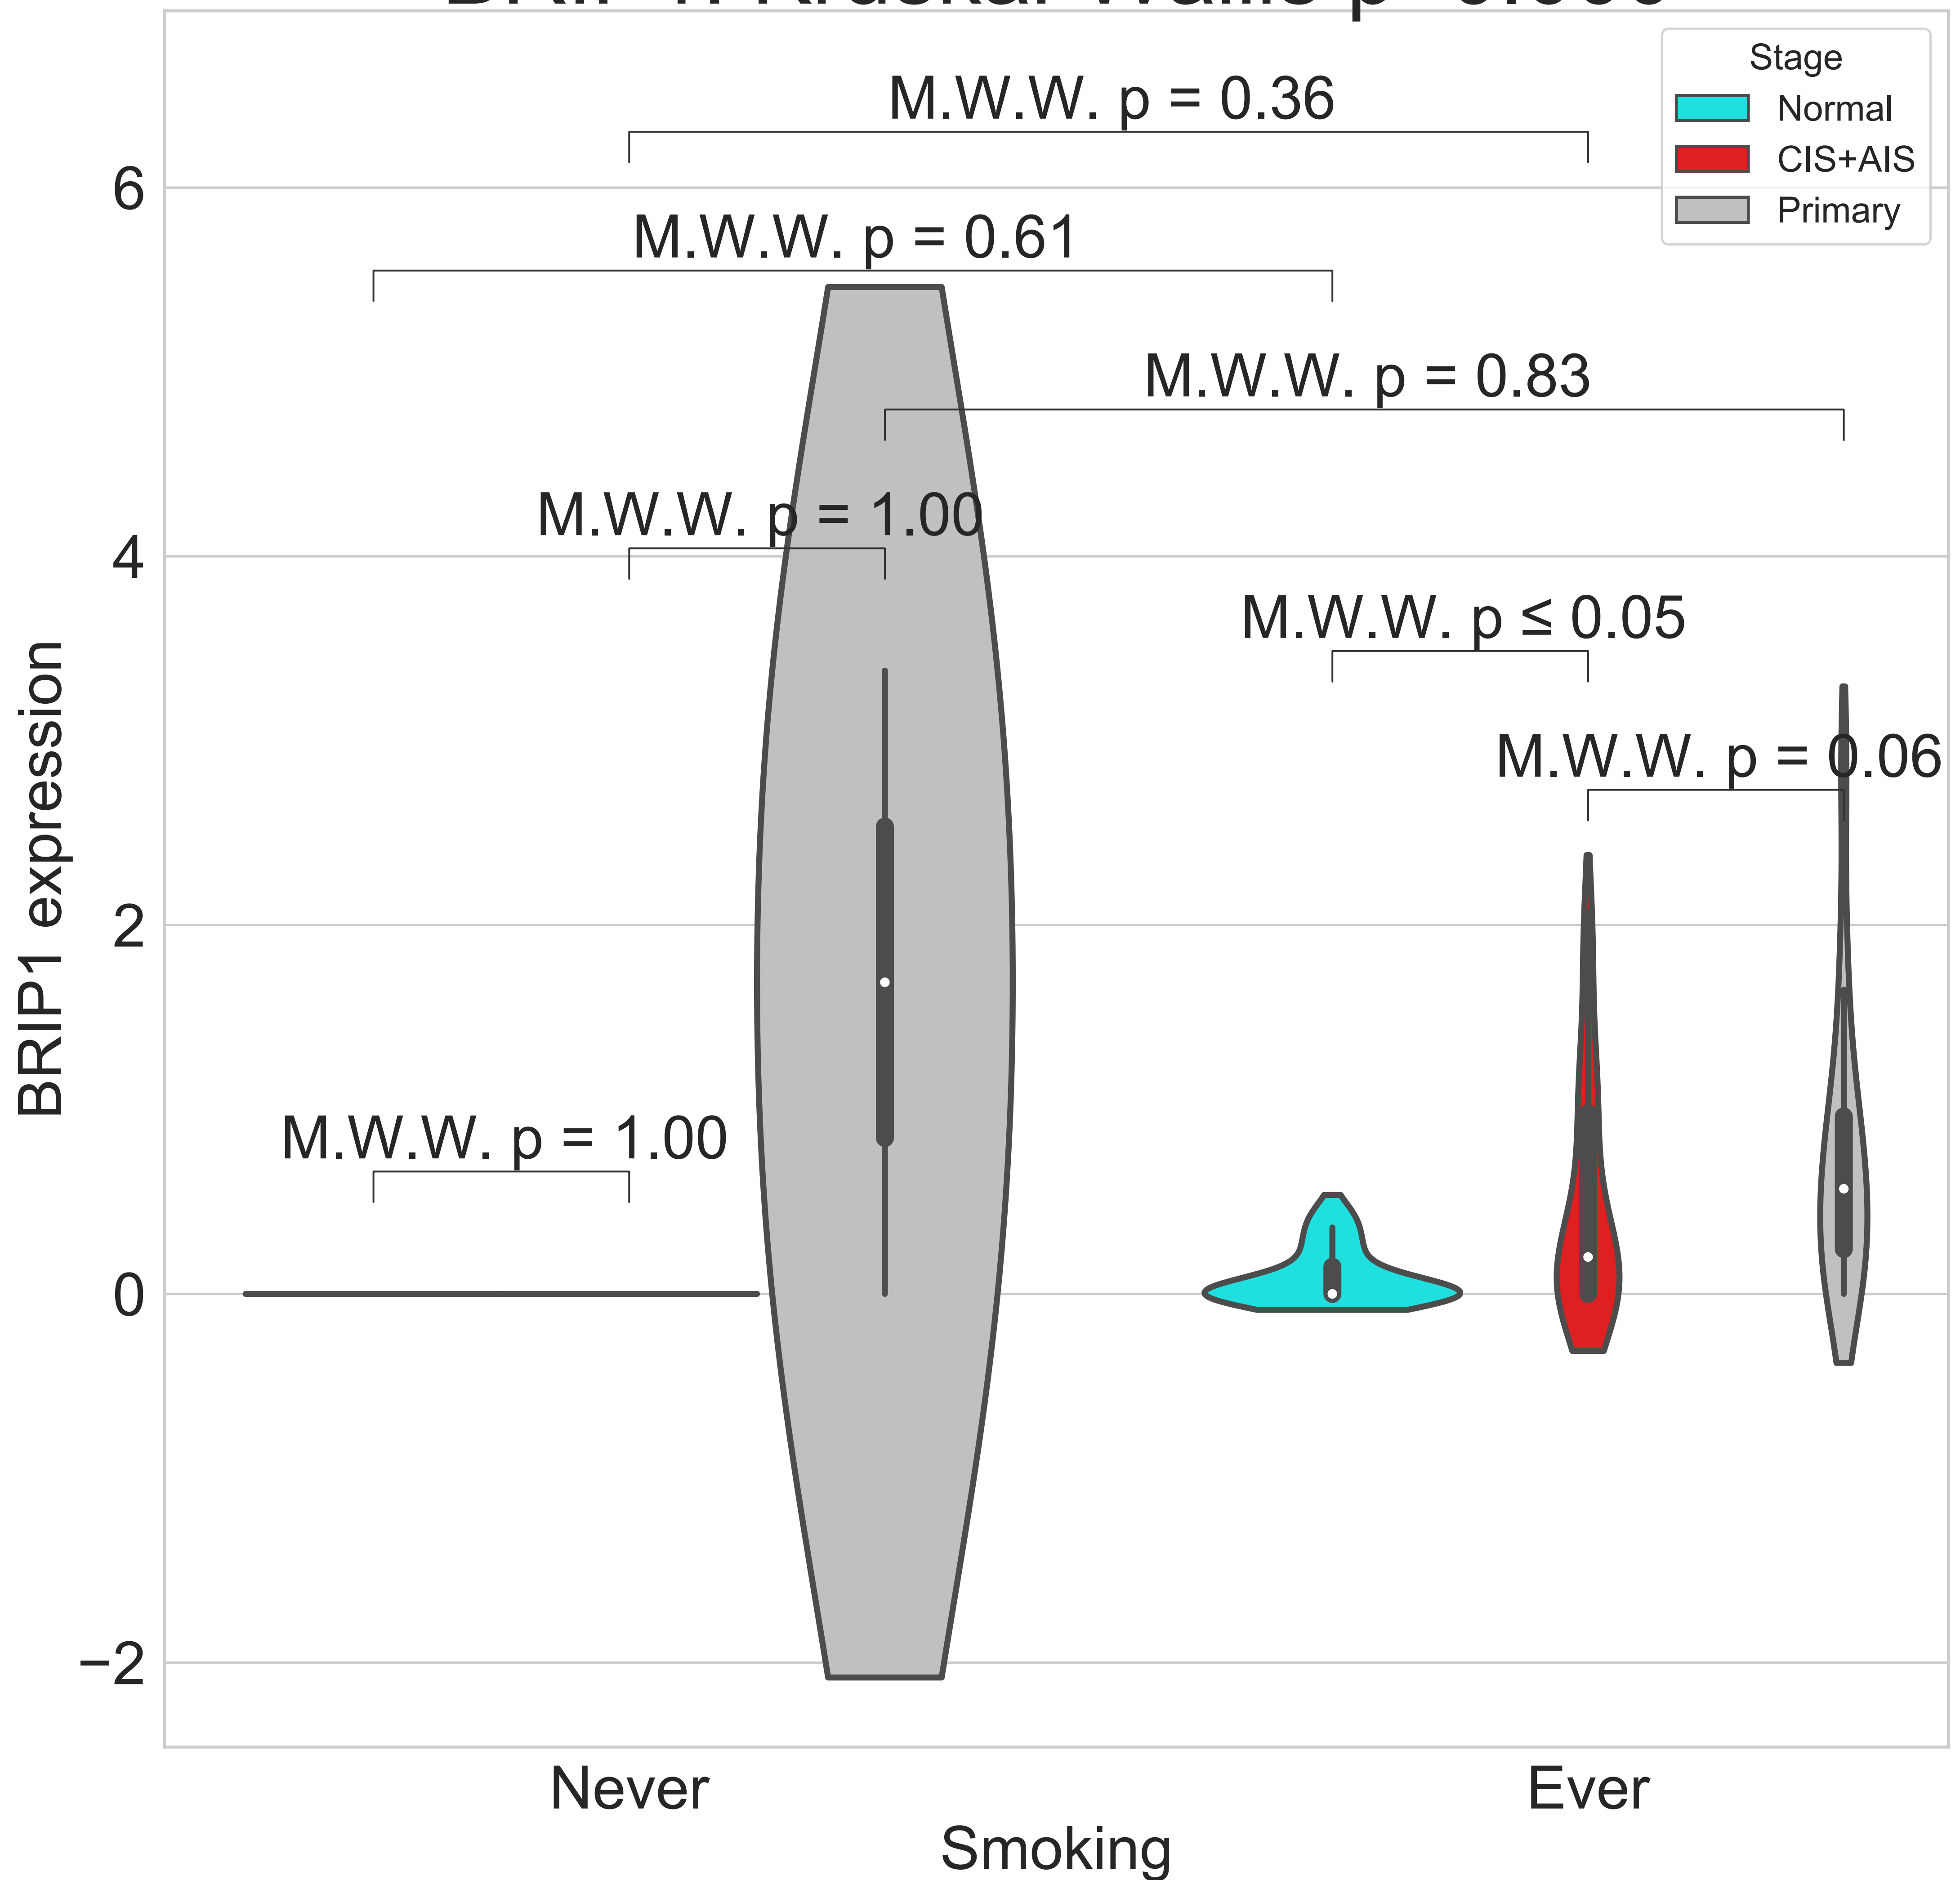 Stage
Normal
CIS+AIS
Primary
M.W.W. p = 0.36
M.W.W. p = 0.61
M.W.W. p = 0.83
M.W.W. p = 1.00
M.W.W. p ≤ 0.05
M.W.W. p = 0.06
M.W.W. p = 1.00
6
4
2
0
−2
BRIP1 expression
Never
Ever
Smoking